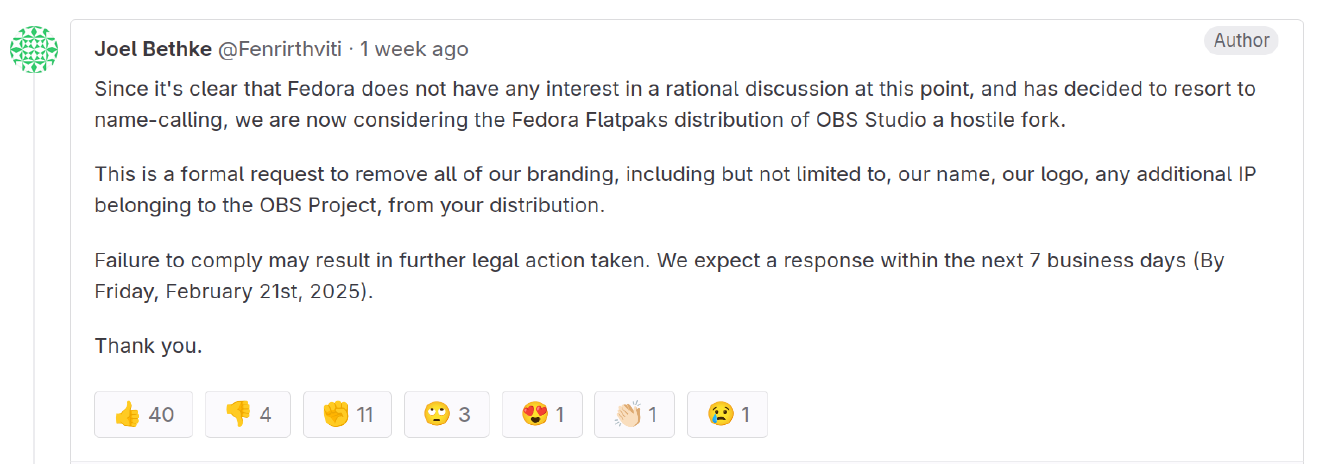 Joel Bethke @Fenrirthviti · 1 week ago
Author
Since it's clear that Fedora does not have any interest in a rational discussion at this point, and has decided to resort to
name-calling, we are now considering the Fedora Flatpaks distribution of OBS Studio a hostile fork.
This is a formal request to remove all of our branding, including but not limited to, our name, our logo, any additional IP
belonging to the OBS Project, from your distribution.
Failure to comply may result in further legal action taken. We expect a response within the next 7 business days (By
Friday, February 21st, 2025).
Thank you.
👍 40 👎 4 ✊ 11 🙄 3 😍 1 👏🏻 1 😢 1